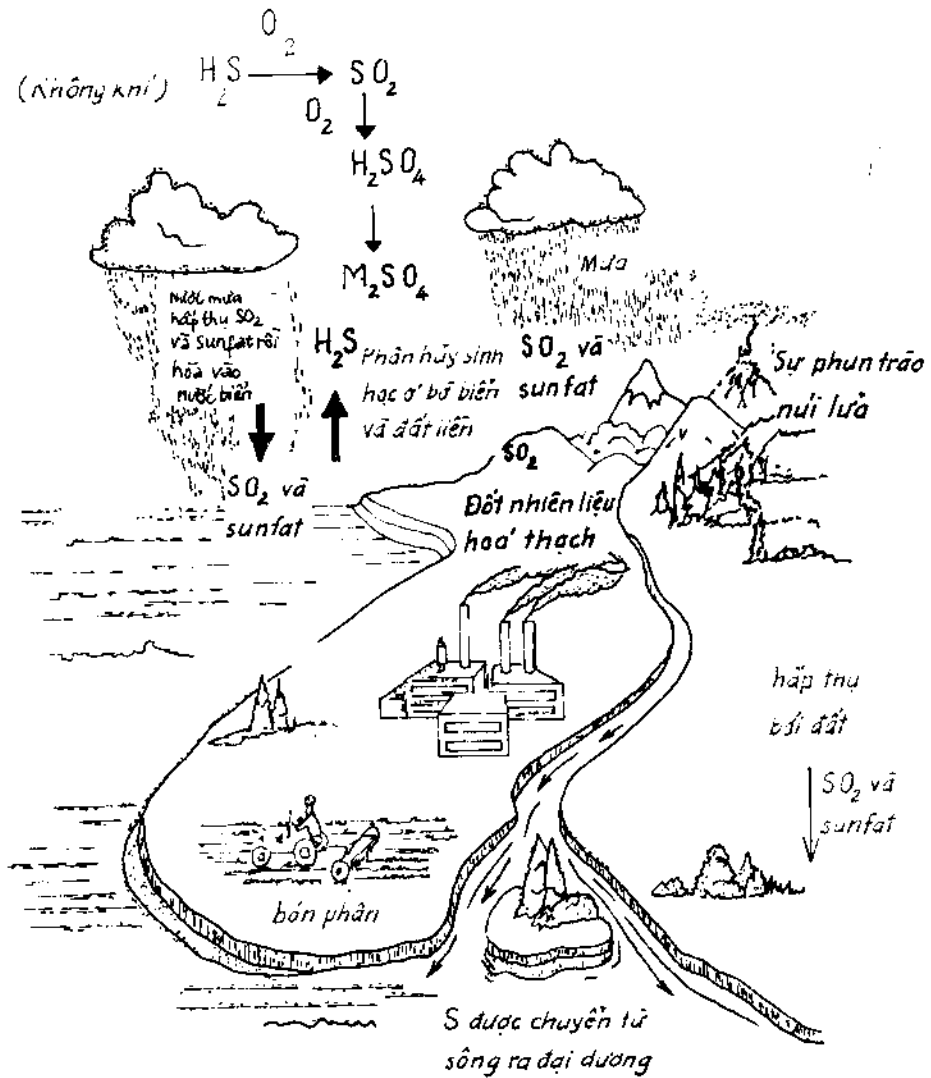 O₂
(Không khí) H₂S → SO₂
O₂
H₂SO₄
M₂SO₄
Mưa
Nước mưa
hấp thụ SO₂
và sunfat rồi
hòa vào
nước biển
H₂S
Phân hủy sinh
học ở bờ biển
và đất liền
SO₂ và
sunfat
Sự phun trào
núi lửa
SO₂
SO₂ và
sunfat
Đốt nhiên liệu
hoá thạch
hấp thụ
bởi đất
SO₂ và
sunfat
bón phân
S được chuyển từ
sông ra đại dương